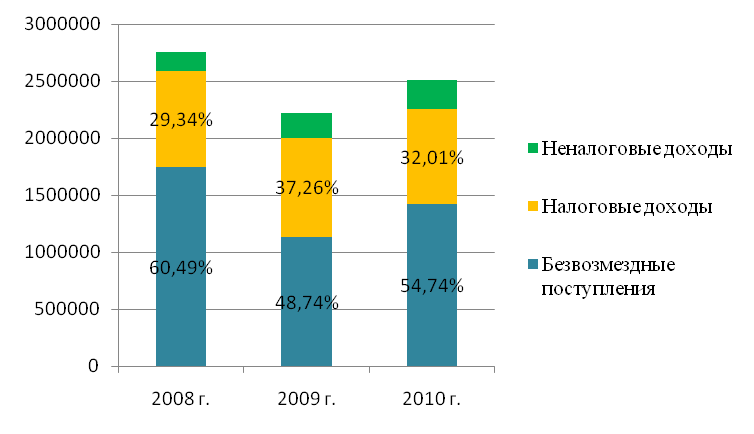 3000000
2500000
2000000
1500000
1000000
500000
0
29,34%
60,49%
37,26%
48,74%
32,01%
54,74%
2008 г.
2009 г.
2010 г.
Неналоговые доходы
Налоговые доходы
Безвозмездные
поступления